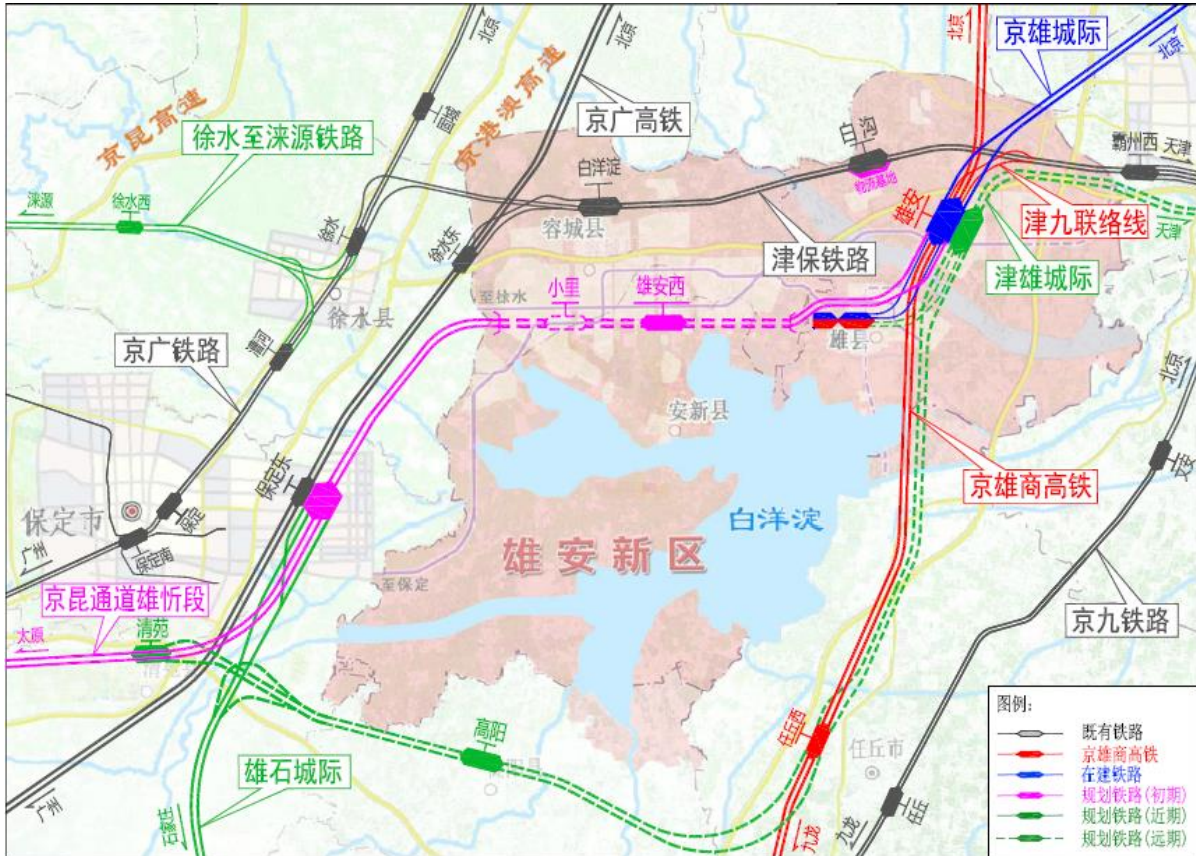 北京
北京
北京
京雄城际
北京
京昆高速
京港澳高速
固城
京广高铁
徐水至涞源铁路
白沟
物流基地
霸州西
天津
白洋淀
涞源
徐水西
徐水
徐水东
容城县
雄安
津九联络线
天津
津保铁路
津雄城际
至徐水
小里
雄安西
徐水县
雄县
漕河
京广铁路
北京
安新县
文安
保定东
京雄商高铁
保定市
保定
白洋淀
保定南
广州
雄安新区
至保定
京昆通道雄忻段
太原
清苑
京九铁路
高阳
任丘西
任丘市
雄石城际
任丘
广州
石家庄
九龙
九龙
图例:
既有铁路
京雄商高铁
在建铁路
规划铁路(初期)
规划铁路(近期)
规划铁路(远期)